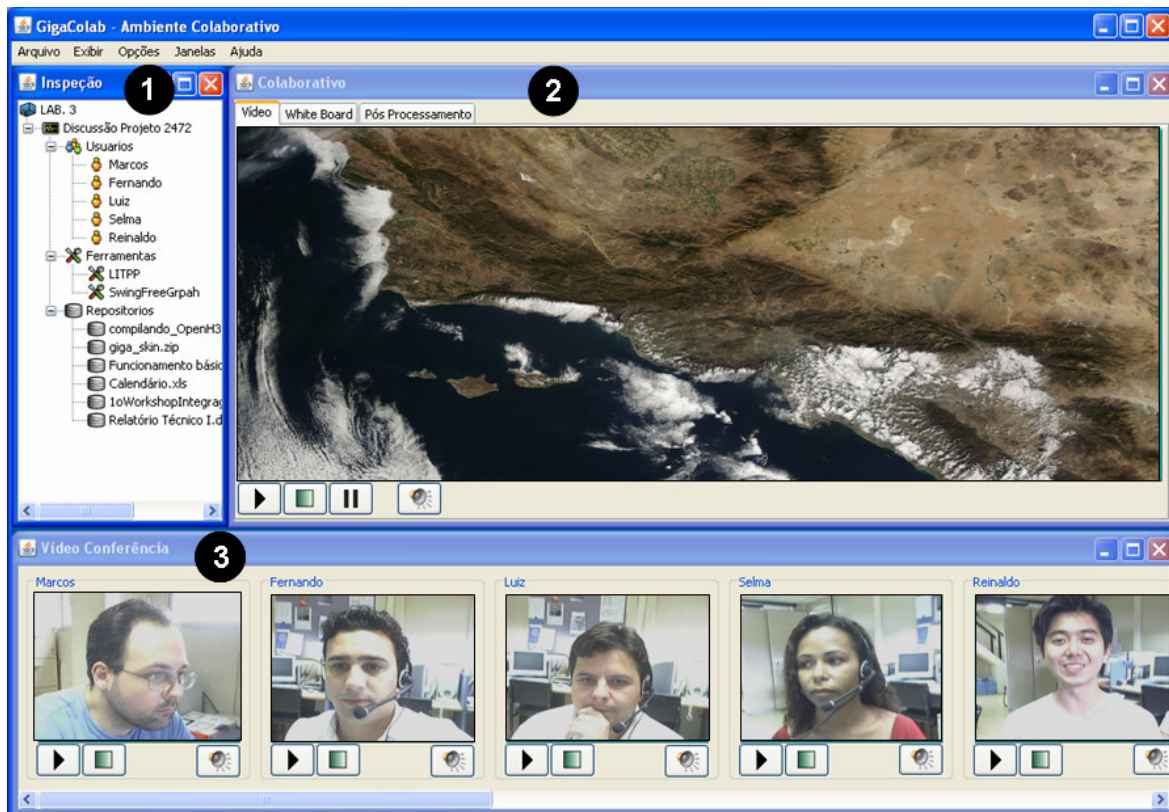 GigaColab - Ambiente Colaborativo
Arquivo Exibir Opções Janelas Ajuda
Inspeção
1
LAB. 3
Discussão Projeto 2472
Usuarios
Marcos
Fernando
Luiz
Selma
Reinaldo
Ferramentas
LITPP
SwingFreeGrpah
Repositorios
compilando_OpenH3
giga_skin.zip
Funcionamento básic
Calendário.xls
1oWorkshopIntegraç
Relatório Técnico I.d
Colaborativo
2
Vídeo White Board Pós Processamento
Vídeo Conferência
3
Marcos Fernando Luiz Selma Reinaldo